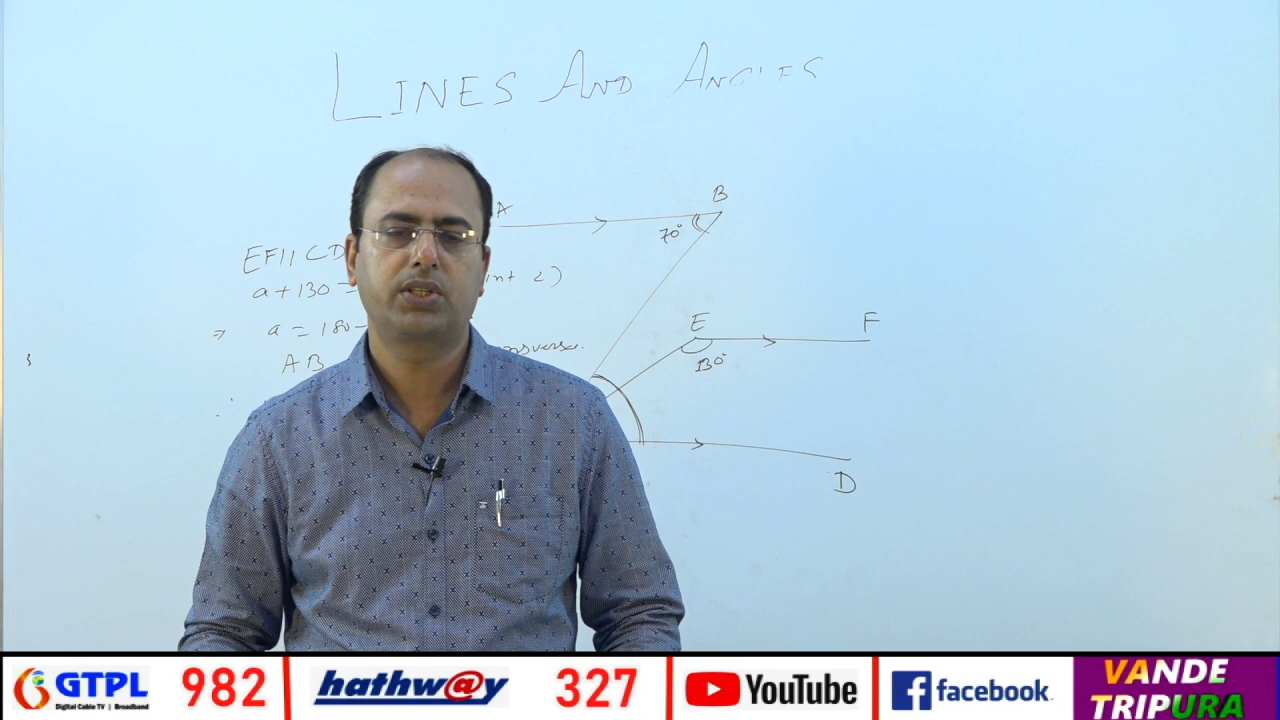 LINES AND ANGLES
A B
70°
EF || CD
a + 130 =
int ∠)
⇒ a = 180 -
E F
130°
AB
D
GTPL 982 hathw@y 327 YouTube facebook. VANDE
Digital Cable TV | Broadband TRIPURA